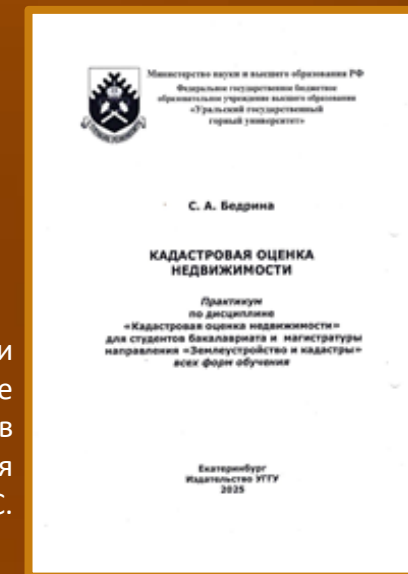 Министерство науки и высшего образования РФ
Федеральное государственное бюджетное
образовательное учреждение высшего образования
«Уральский государственный
горный университет»
С. А. Бедрина
КАДАСТРОВАЯ ОЦЕНКА
НЕДВИЖИМОСТИ
Практикум
по дисциплине
«Кадастровая оценка недвижимости»
для студентов бакалавриата и магистратуры
направления «Землеустройство и кадастры»
всех форм обучения
Екатеринбург
Издательство УГГУ
2025
и
е
в
я
С.